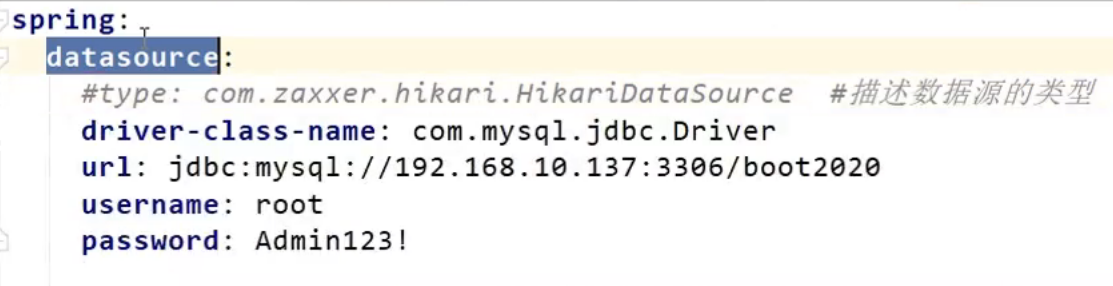 spring:
datasource:
#type: com.zaxxer.hikari.HikariDataSource #描述数据源的类型
driver-class-name: com.mysql.jdbc.Driver
url: jdbc:mysql://192.168.10.137:3306/boot2020
username: root
password: Admin123!